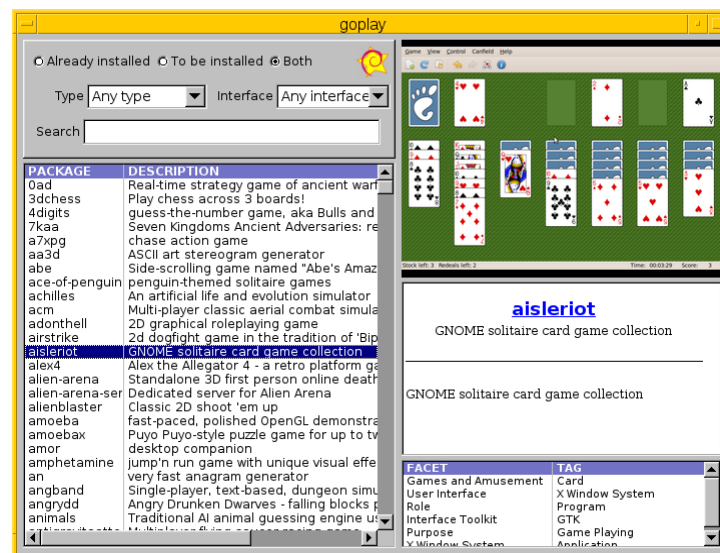 goplay
Already installed To be installed Both
Type Any type Interface Any interface
Search
PACKAGE DESCRIPTION
0ad Real-time strategy game of ancient warf
3dchess Play chess across 3 boards!
4digits guess-the-number game, aka Bulls and
7kaa Seven Kingdoms Ancient Adversaries: re
a7xpg chase action game
aa3d ASCII art stereogram generator
abe Side-scrolling game named "Abe's Amaz
ace-of-penguin penguin-themed solitaire games
achilles An artificial life and evolution simulator
acm Multi-player classic aerial combat simula
adonthell 2D graphical roleplaying game
airstrike 2d dogfight game in the tradition of 'Bip
aisleriot GNOME solitaire card game collection
alex4 Alex the Allegator 4 - a retro platform ga
alien-arena Standalone 3D first person online death
alien-arena-ser Dedicated server for Alien Arena
alienblaster Classic 2D shoot 'em up
amoeba fast-paced, polished OpenGL demonstra
amoebax Puyo Puyo-style puzzle game for up to tw
amor desktop companion
amphetamine jump'n run game with unique visual effe
an very fast anagram generator
angband Single-player, text-based, dungeon simu
angrydd Angry Drunken Dwarves - falling blocks p
animals Traditional AI animal guessing engine us
Game View Control Canfield Help
Stock left: 3 Redeals left: 2 Time: 00:03:29 Score: 3
aisleriot
GNOME solitaire card game collection
GNOME solitaire card game collection
FACET TAG
Games and Amusement Card
User Interface X Window System
Role Program
Interface Toolkit GTK
Purpose Game Playing
X Window System Application